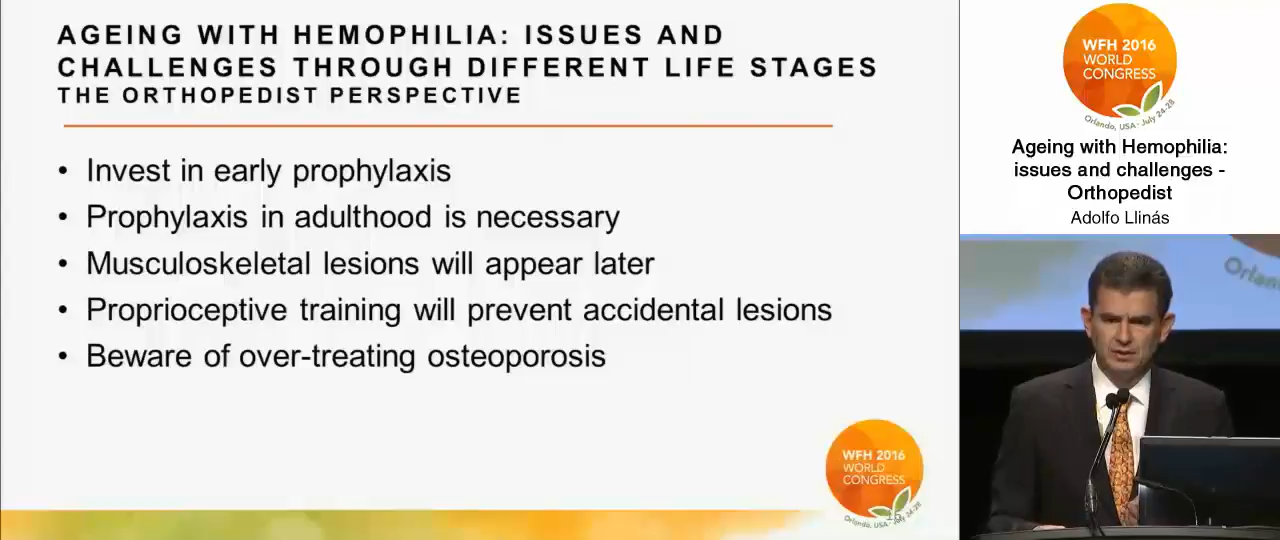 AGEING WITH HEMOPHILIA: ISSUES AND
CHALLENGES THROUGH DIFFERENT LIFE STAGES
THE ORTHOPEDIST PERSPECTIVE
• Invest in early prophylaxis
• Prophylaxis in adulthood is necessary
• Musculoskeletal lesions will appear later
• Proprioceptive training will prevent accidental lesions
• Beware of over-treating osteoporosis
WFH 2016
WORLD
CONGRESS
Orlando, USA · July 24-28
WFH 2016
WORLD
CONGRESS
Orlando, USA · July 24-28
Ageing with Hemophilia:
issues and challenges -
Orthopedist
Adolfo Llinás
Orlan